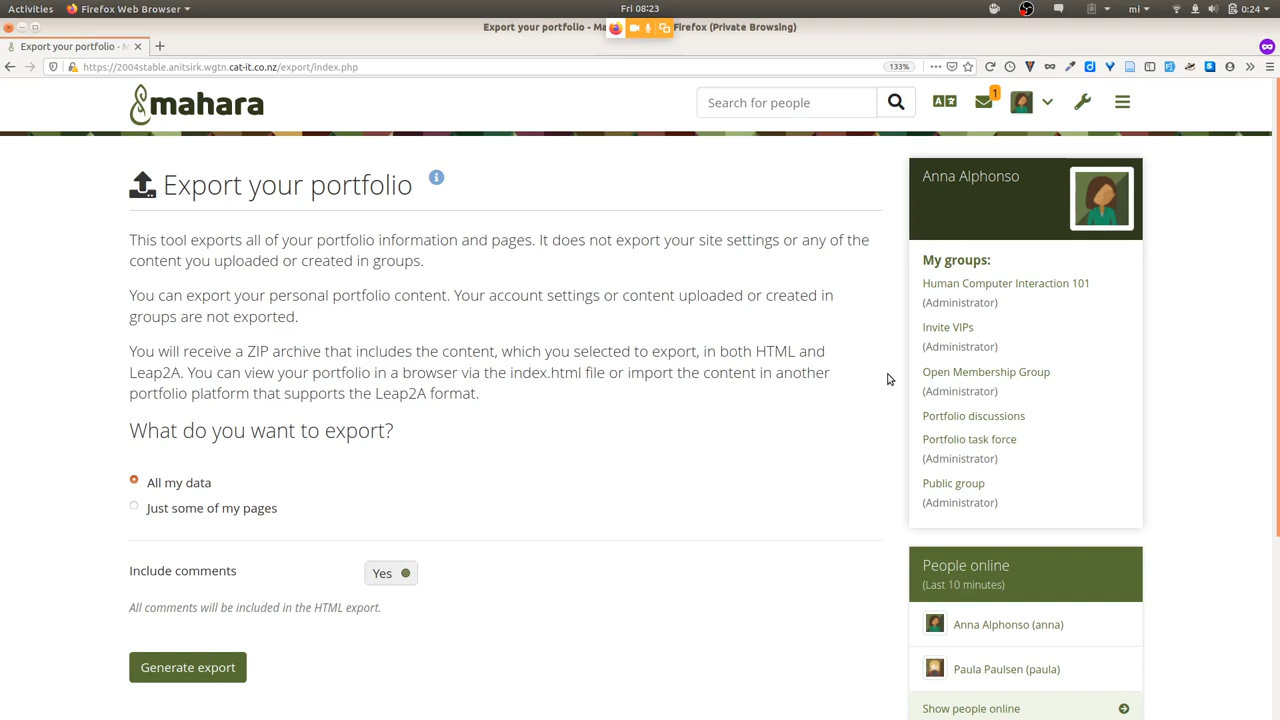 Activities
Firefox Web Browser
Fri 08:23
mi
0:24
Export your portfolio - Ma
Firefox (Private Browsing)
Export your portfolio - M
https://2004stable.anitsirk.wgtn.cat-it.co.nz/export/index.php
133%
mahara
Search for people
1
Export your portfolio
This tool exports all of your portfolio information and pages. It does not export your site settings or any of the
content you uploaded or created in groups.
You can export your personal portfolio content. Your account settings or content uploaded or created in
groups are not exported.
You will receive a ZIP archive that includes the content, which you selected to export, in both HTML and
Leap2A. You can view your portfolio in a browser via the index.html file or import the content in another
portfolio platform that supports the Leap2A format.
What do you want to export?
All my data
Just some of my pages
Include comments
Yes
All comments will be included in the HTML export.
Generate export
Anna Alphonso
My groups:
Human Computer Interaction 101
(Administrator)
Invite VIPs
(Administrator)
Open Membership Group
(Administrator)
Portfolio discussions
Portfolio task force
(Administrator)
Public group
(Administrator)
People online
(Last 10 minutes)
Anna Alphonso (anna)
Paula Paulsen (paula)
Show people online